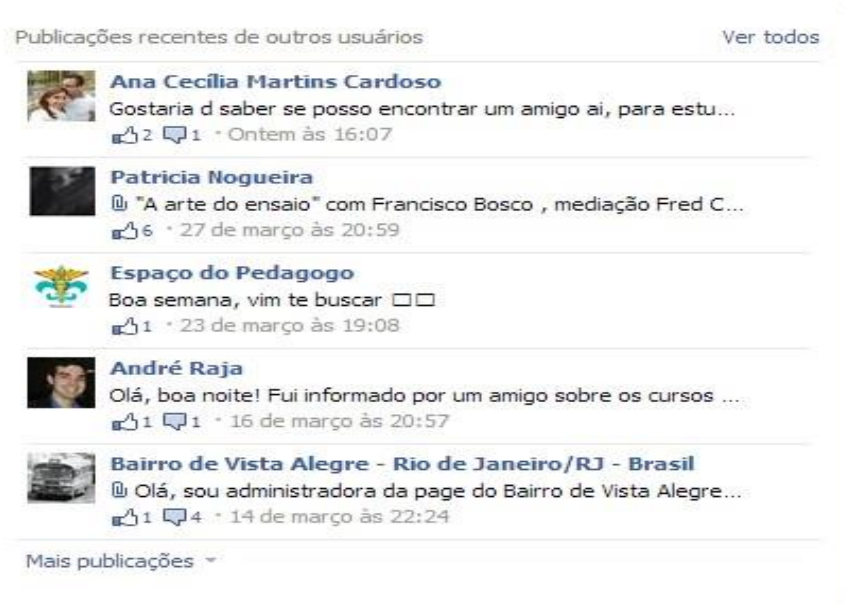 Publicações recentes de outros usuários Ver todos
Ana Cecília Martins Cardoso
Gostaria d saber se posso encontrar um amigo ai, para estu...
2 1 · Ontem às 16:07
Patricia Nogueira
"A arte do ensaio" com Francisco Bosco , mediação Fred C...
6 · 27 de março às 20:59
Espaço do Pedagogo
Boa semana, vim te buscar □□
1 · 23 de março às 19:08
André Raja
Olá, boa noite! Fui informado por um amigo sobre os cursos ...
1 1 · 16 de março às 20:57
Bairro de Vista Alegre - Rio de Janeiro/RJ - Brasil
Olá, sou administradora da page do Bairro de Vista Alegre...
1 4 · 14 de março às 22:24
Mais publicações